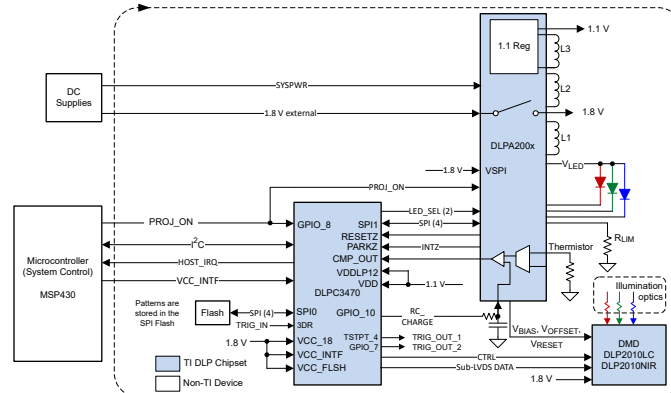 1.1 Reg
1.1 V
L3
DC
Supplies
SYSPWR
L2
1.8 V external
1.8 V
DLPA200x
L1
VLED
1.8 V
VSPI
PROJ_ON
PROJ_ON
GPIO_8
LED_SEL (2)
SPI1
SPI (4)
RESETZ
I2C
PARKZ
INTZ
RLIM
Microcontroller
(System Control)
MSP430
HOST_IRQ
CMP_OUT
Thermistor
VDDLP12
VCC_INTF
DLPC3470
VDD
1.1 V
Illumination
optics
Patterns are
stored in the
SPI Flash
Flash
SPI (4)
SPI0
GPIO_10
RC_
CHARGE
TRIG_IN
3DR
VBIAS, VOFFSET,
VRESET
1.8 V
VCC_18
TSTPT_4
TRIG_OUT_1
GPIO_7
TRIG_OUT_2
VCC_INTF
CTRL
DMD
DLP2010LC
DLP2010NIR
VCC_FLSH
Sub-LVDS DATA
1.8 V
TI DLP Chipset
Non-TI Device